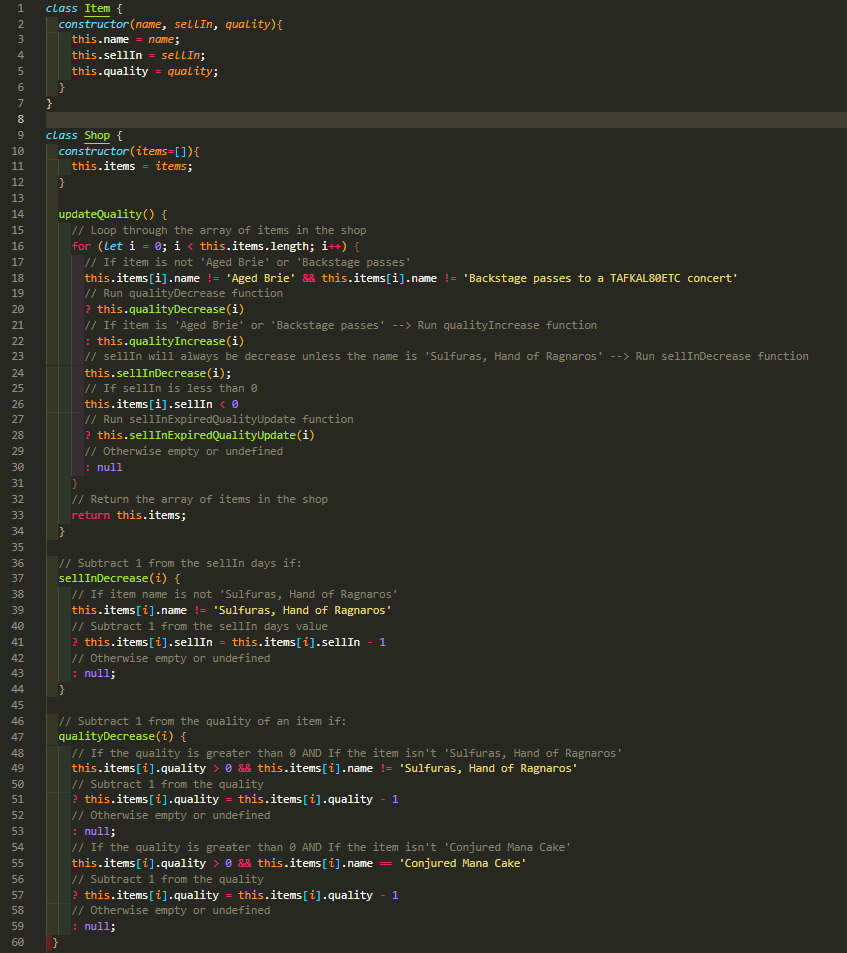 1 class Item {
2   constructor(name, sellIn, quality){
3     this.name = name;
4     this.sellIn = sellIn;
5     this.quality = quality;
6   }
7 }
8
9 class Shop {
10   constructor(items=[]){
11     this.items = items;
12   }
13
14   updateQuality() {
15     // Loop through the array of items in the shop
16     for (let i = 0; i < this.items.length; i++) {
17       // If item is not 'Aged Brie' or 'Backstage passes'
18       this.items[i].name != 'Aged Brie' && this.items[i].name != 'Backstage passes to a TAFKAL80ETC concert'
19       // Run qualityDecrease function
20       ? this.qualityDecrease(i)
21       // If item is 'Aged Brie' or 'Backstage passes' --> Run qualityIncrease function
22       : this.qualityIncrease(i)
23       // sellIn will always be decrease unless the name is 'Sulfuras, Hand of Ragnaros' --> Run sellInDecrease function
24       this.sellInDecrease(i);
25       // If sellIn is less than 0
26       this.items[i].sellIn < 0
27       // Run sellInExpiredQualityUpdate function
28       ? this.sellInExpiredQualityUpdate(i)
29       // Otherwise empty or undefined
30       : null
31     }
32     // Return the array of items in the shop
33     return this.items;
34   }
35
36   // Subtract 1 from the sellIn days if:
37   sellInDecrease(i) {
38     // If item name is not 'Sulfuras, Hand of Ragnaros'
39     this.items[i].name != 'Sulfuras, Hand of Ragnaros'
40     // Subtract 1 from the sellIn days value
41     ? this.items[i].sellIn = this.items[i].sellIn - 1
42     // Otherwise empty or undefined
43     : null;
44   }
45
46   // Subtract 1 from the quality of an item if:
47   qualityDecrease(i) {
48     // If the quality is greater than 0 AND If the item isn't 'Sulfuras, Hand of Ragnaros'
49     this.items[i].quality > 0 && this.items[i].name != 'Sulfuras, Hand of Ragnaros'
50     // Subtract 1 from the quality
51     ? this.items[i].quality = this.items[i].quality - 1
52     // Otherwise empty or undefined
53     : null;
54     // If the quality is greater than 0 AND If the item isn't 'Conjured Mana Cake'
55     this.items[i].quality > 0 && this.items[i].name == 'Conjured Mana Cake'
56     // Subtract 1 from the quality
57     ? this.items[i].quality = this.items[i].quality - 1
58     // Otherwise empty or undefined
59     : null;
60  }